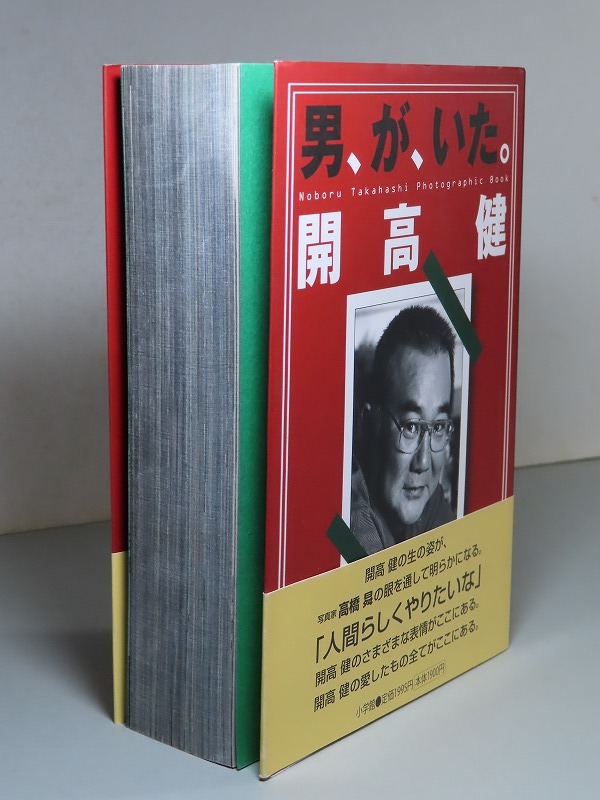 男、が、いた。
Noboru Takahashi Photographic Book
開高 健
開高 健の生の姿が、
写真家 高橋 曻の眼を通して明らかになる。
「人間らしくやりたいな」
開高 健のさまざまな表情がここにある。
開高 健の愛したもの全てがここにある。
小学館●定価1995円 本体1900円